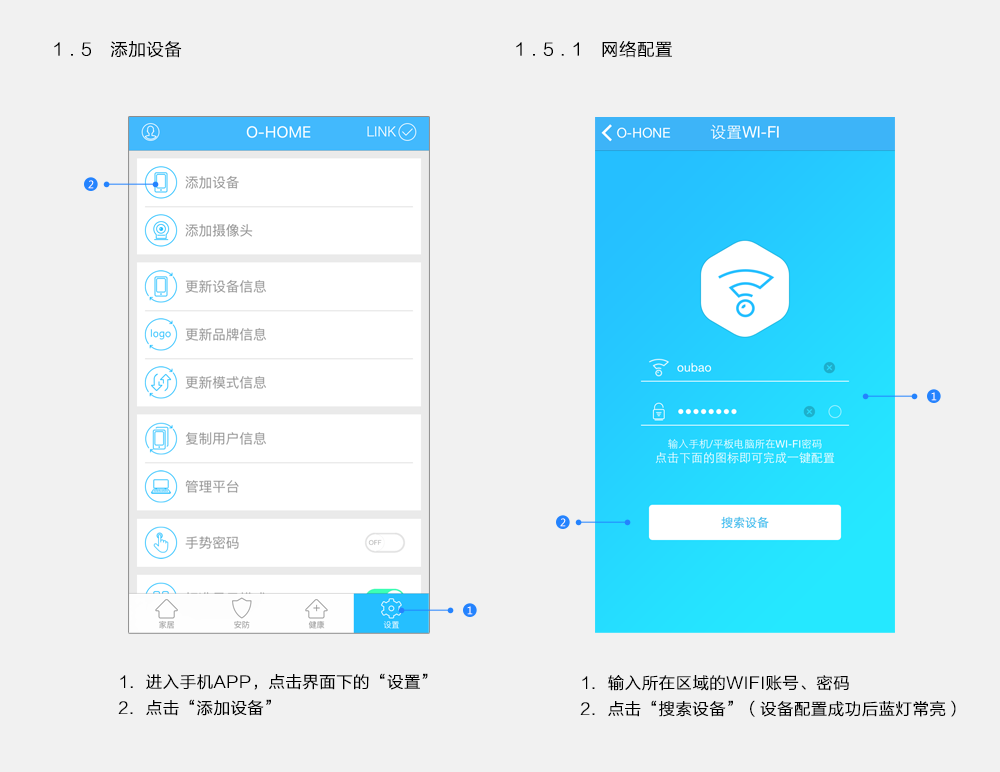 1.5 添加设备
O-HOME
LINK
2
添加设备
添加摄像头
更新设备信息
logo
更新品牌信息
更新模式信息
复制用户信息
管理平台
手势密码
OFF
家居
安防
健康
设置
1
1. 进入手机APP，点击界面下的“设置”
2. 点击“添加设备”
1.5.1 网络配置
O-HONE
设置WI-FI
oubao
••••••••
1
输入手机/平板电脑所在WI-FI密码
点击下面的图标即可完成一键配置
2
搜索设备
1. 输入所在区域的WIFI账号、密码
2. 点击“搜索设备”（设备配置成功后蓝灯常亮）